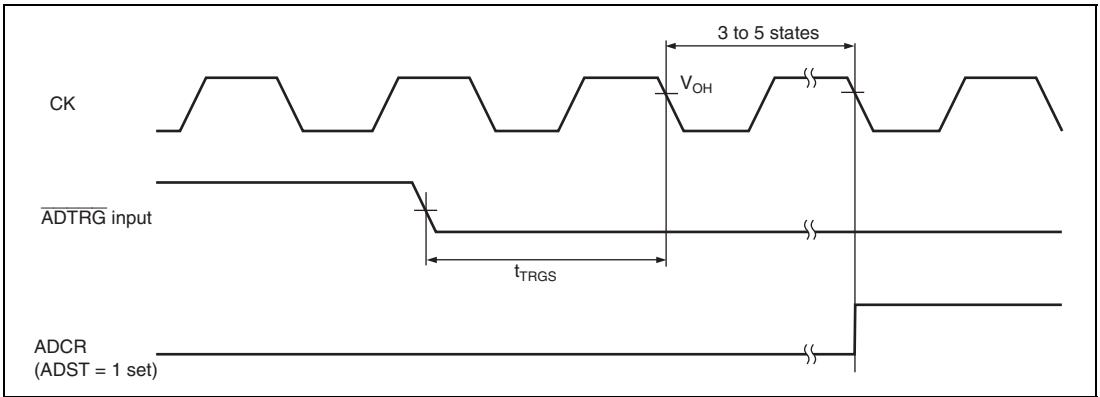 3 to 5 states
CK
VOH
ADTRG input
tTRGS
ADCR
(ADST = 1 set)